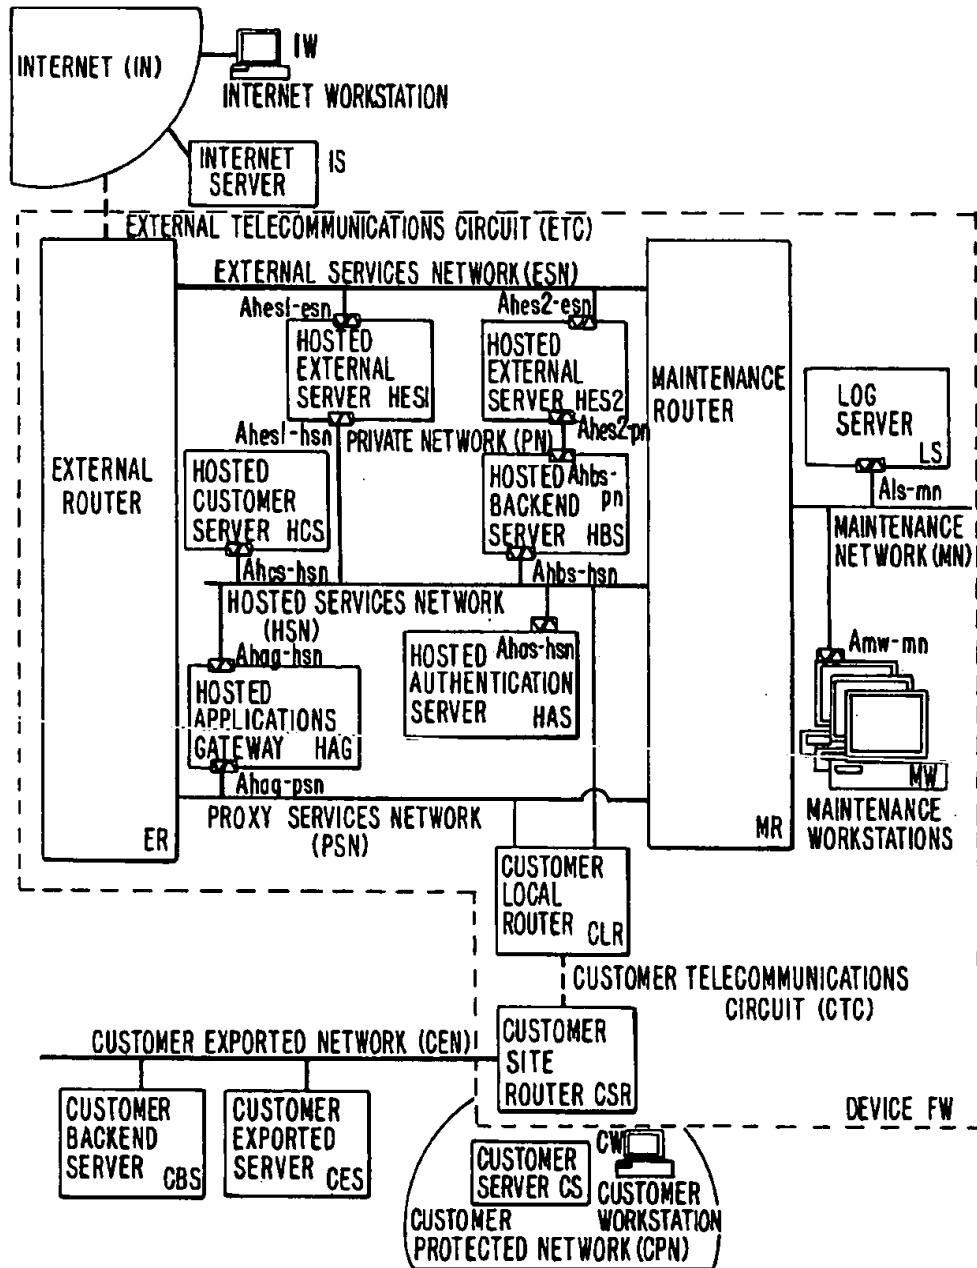 INTERNET (IN)
IW
INTERNET WORKSTATION
INTERNET
SERVER
IS
EXTERNAL TELECOMMUNICATIONS CIRCUIT (ETC)
EXTERNAL SERVICES NETWORK (ESN)
Ahes1-esn
Ahes2-esn
HOSTED
EXTERNAL
SERVER HES1
HOSTED
EXTERNAL
SERVER HES2
MAINTENANCE
ROUTER
LOG
SERVER
LS
Ahes1-hsn
PRIVATE NETWORK (PN)
Ahes2-pn
EXTERNAL
ROUTER
HOSTED
CUSTOMER
SERVER HCS
HOSTED
BACKEND
SERVER HBS
Ahbs-
pn
Als-mn
MAINTENANCE
NETWORK (MN)
Ahcs-hsn
Ahbs-hsn
HOSTED SERVICES NETWORK
(HSN)
Ahag-hsn
Ahas-hsn
HOSTED
AUTHENTICATION
SERVER HAS
Amw-mn
HOSTED
APPLICATIONS
GATEWAY HAG
Ahag-psn
MW
MAINTENANCE
WORKSTATIONS
PROXY SERVICES NETWORK
(PSN)
ER
MR
CUSTOMER
LOCAL
ROUTER
CLR
CUSTOMER TELECOMMUNICATIONS
CIRCUIT (CTC)
CUSTOMER EXPORTED NETWORK (CEN)
CUSTOMER
SITE
ROUTER CSR
CUSTOMER
BACKEND
SERVER
CBS
CUSTOMER
EXPORTED
SERVER
CES
DEVICE FW
CUSTOMER
SERVER CS
CW
CUSTOMER
WORKSTATION
CUSTOMER
PROTECTED NETWORK (CPN)